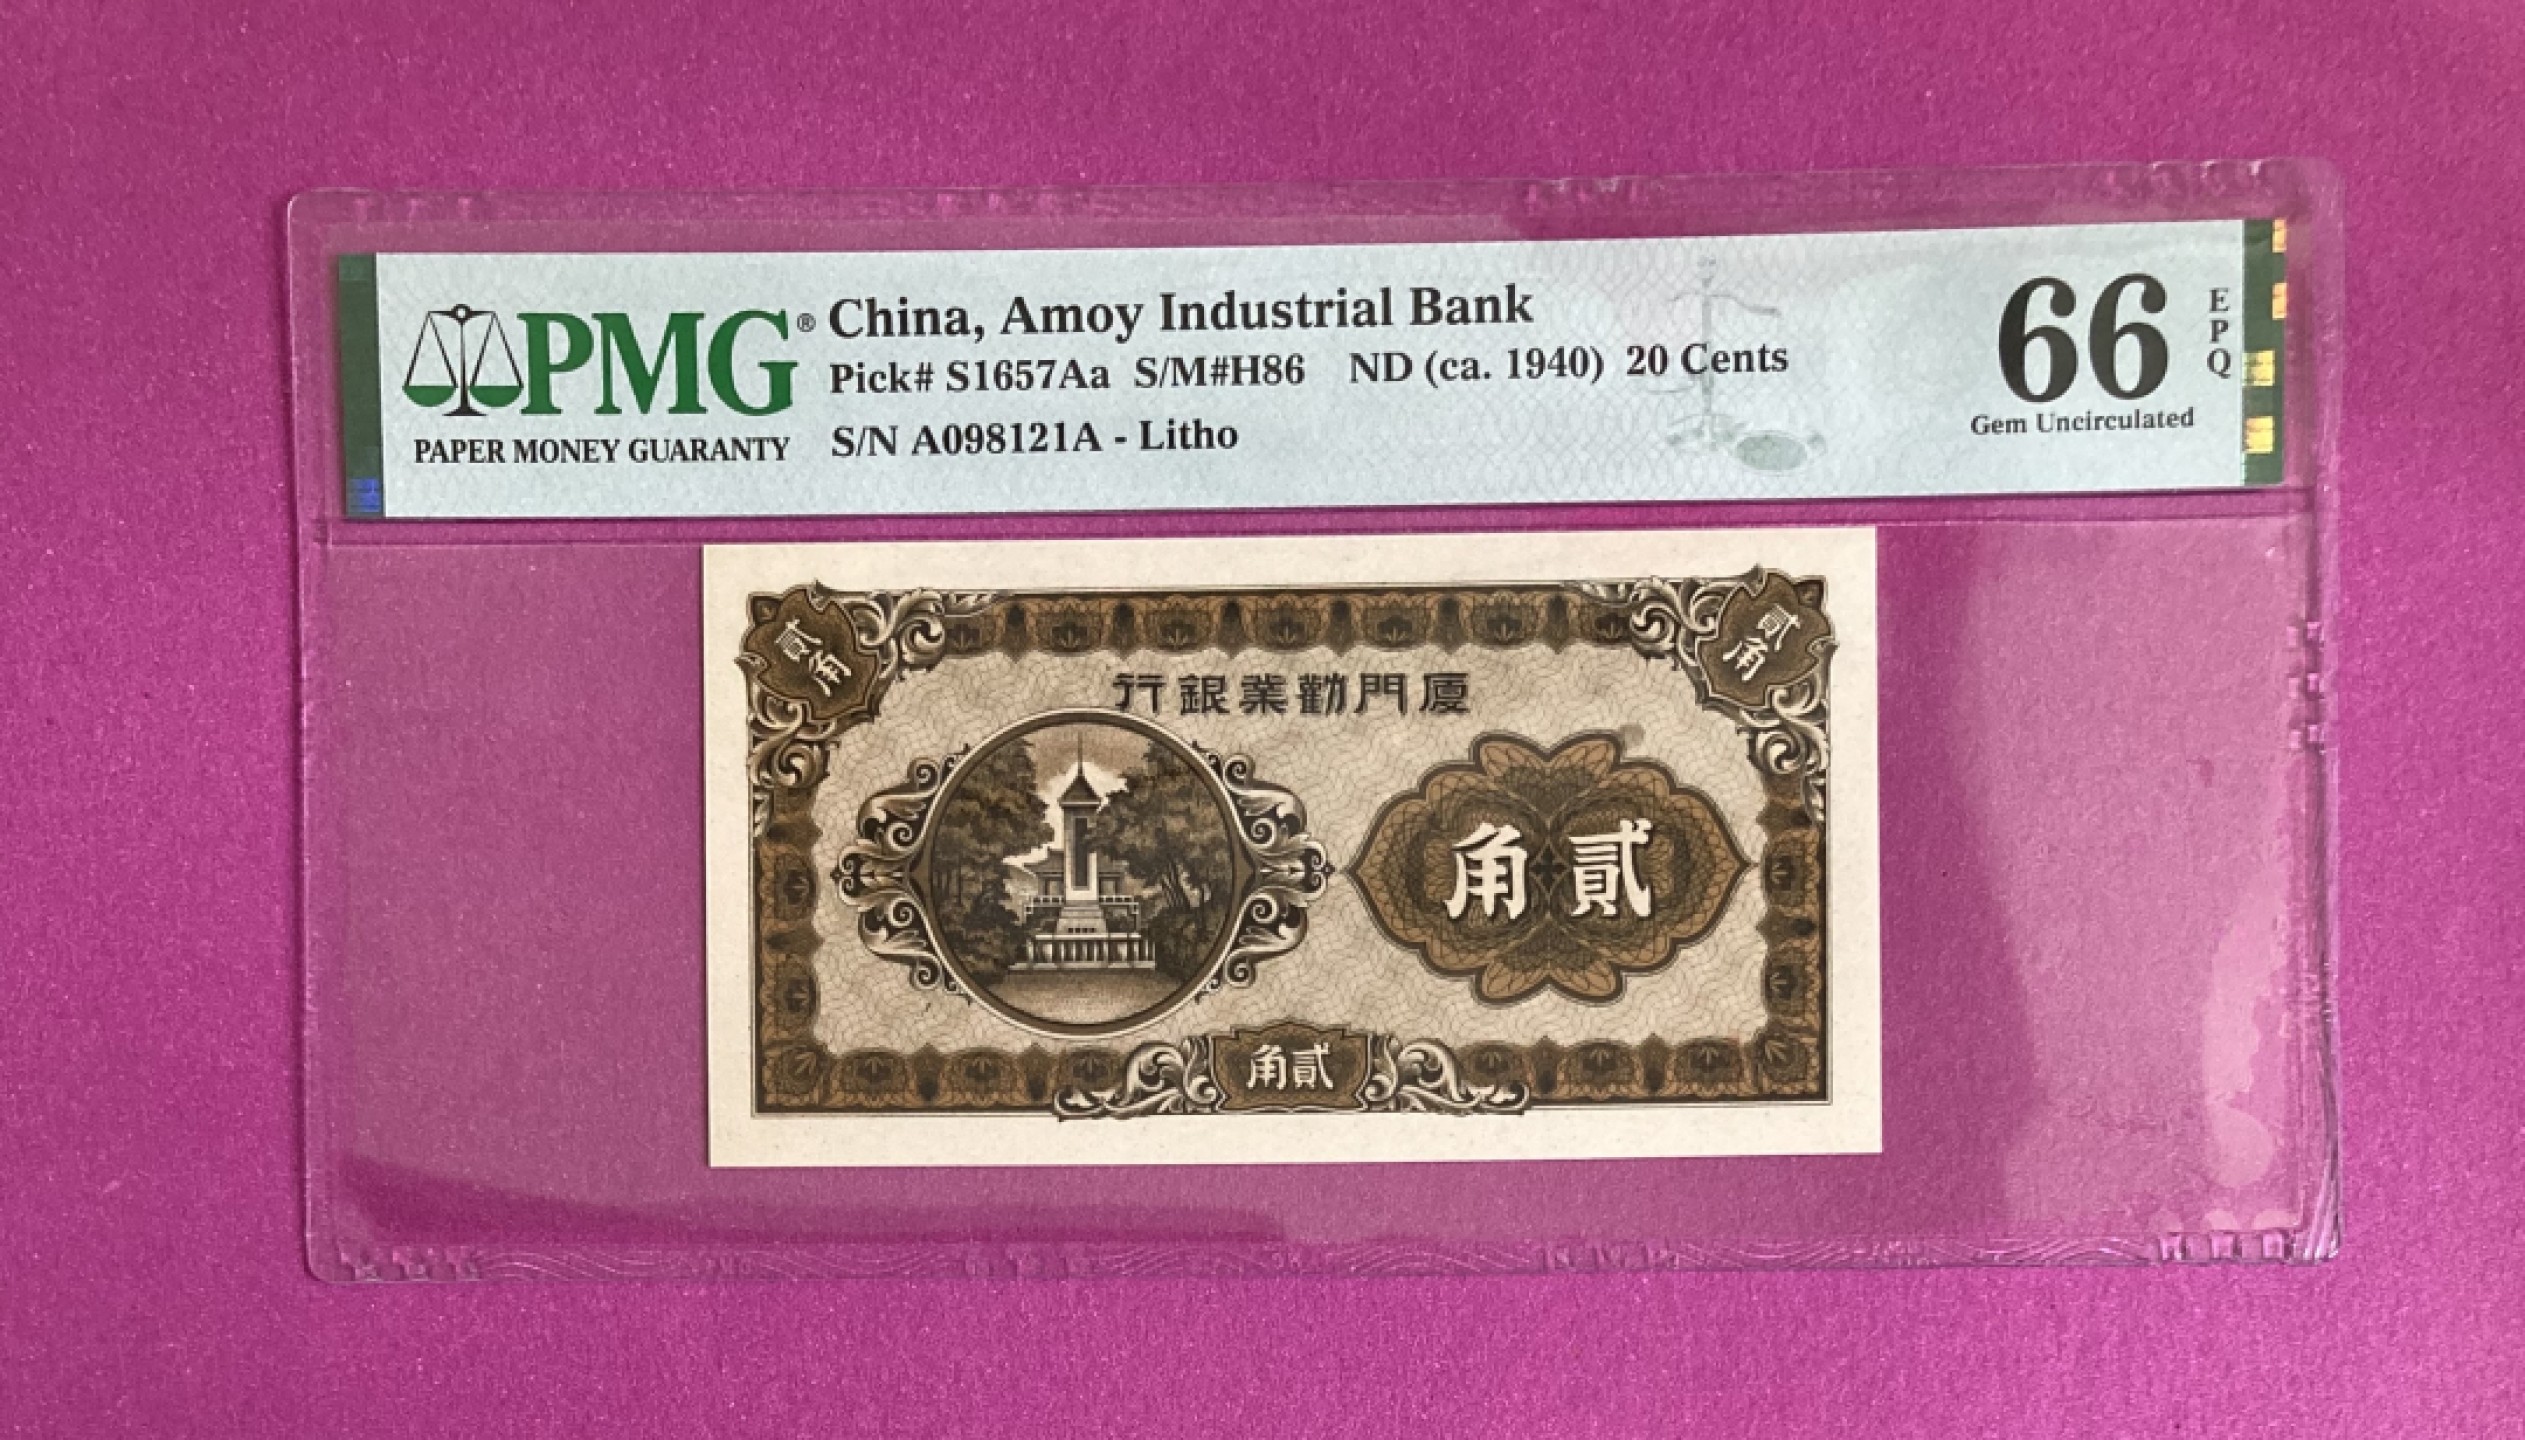 PMG®
PAPER MONEY GUARANTY
China, Amoy Industrial Bank
Pick# S1657Aa S/M#H86 ND (ca. 1940) 20 Cents
S/N A098121A - Litho
66
EPQ
Gem Uncirculated
貳角
貳角
行銀業勸門廈
角貳
角貳